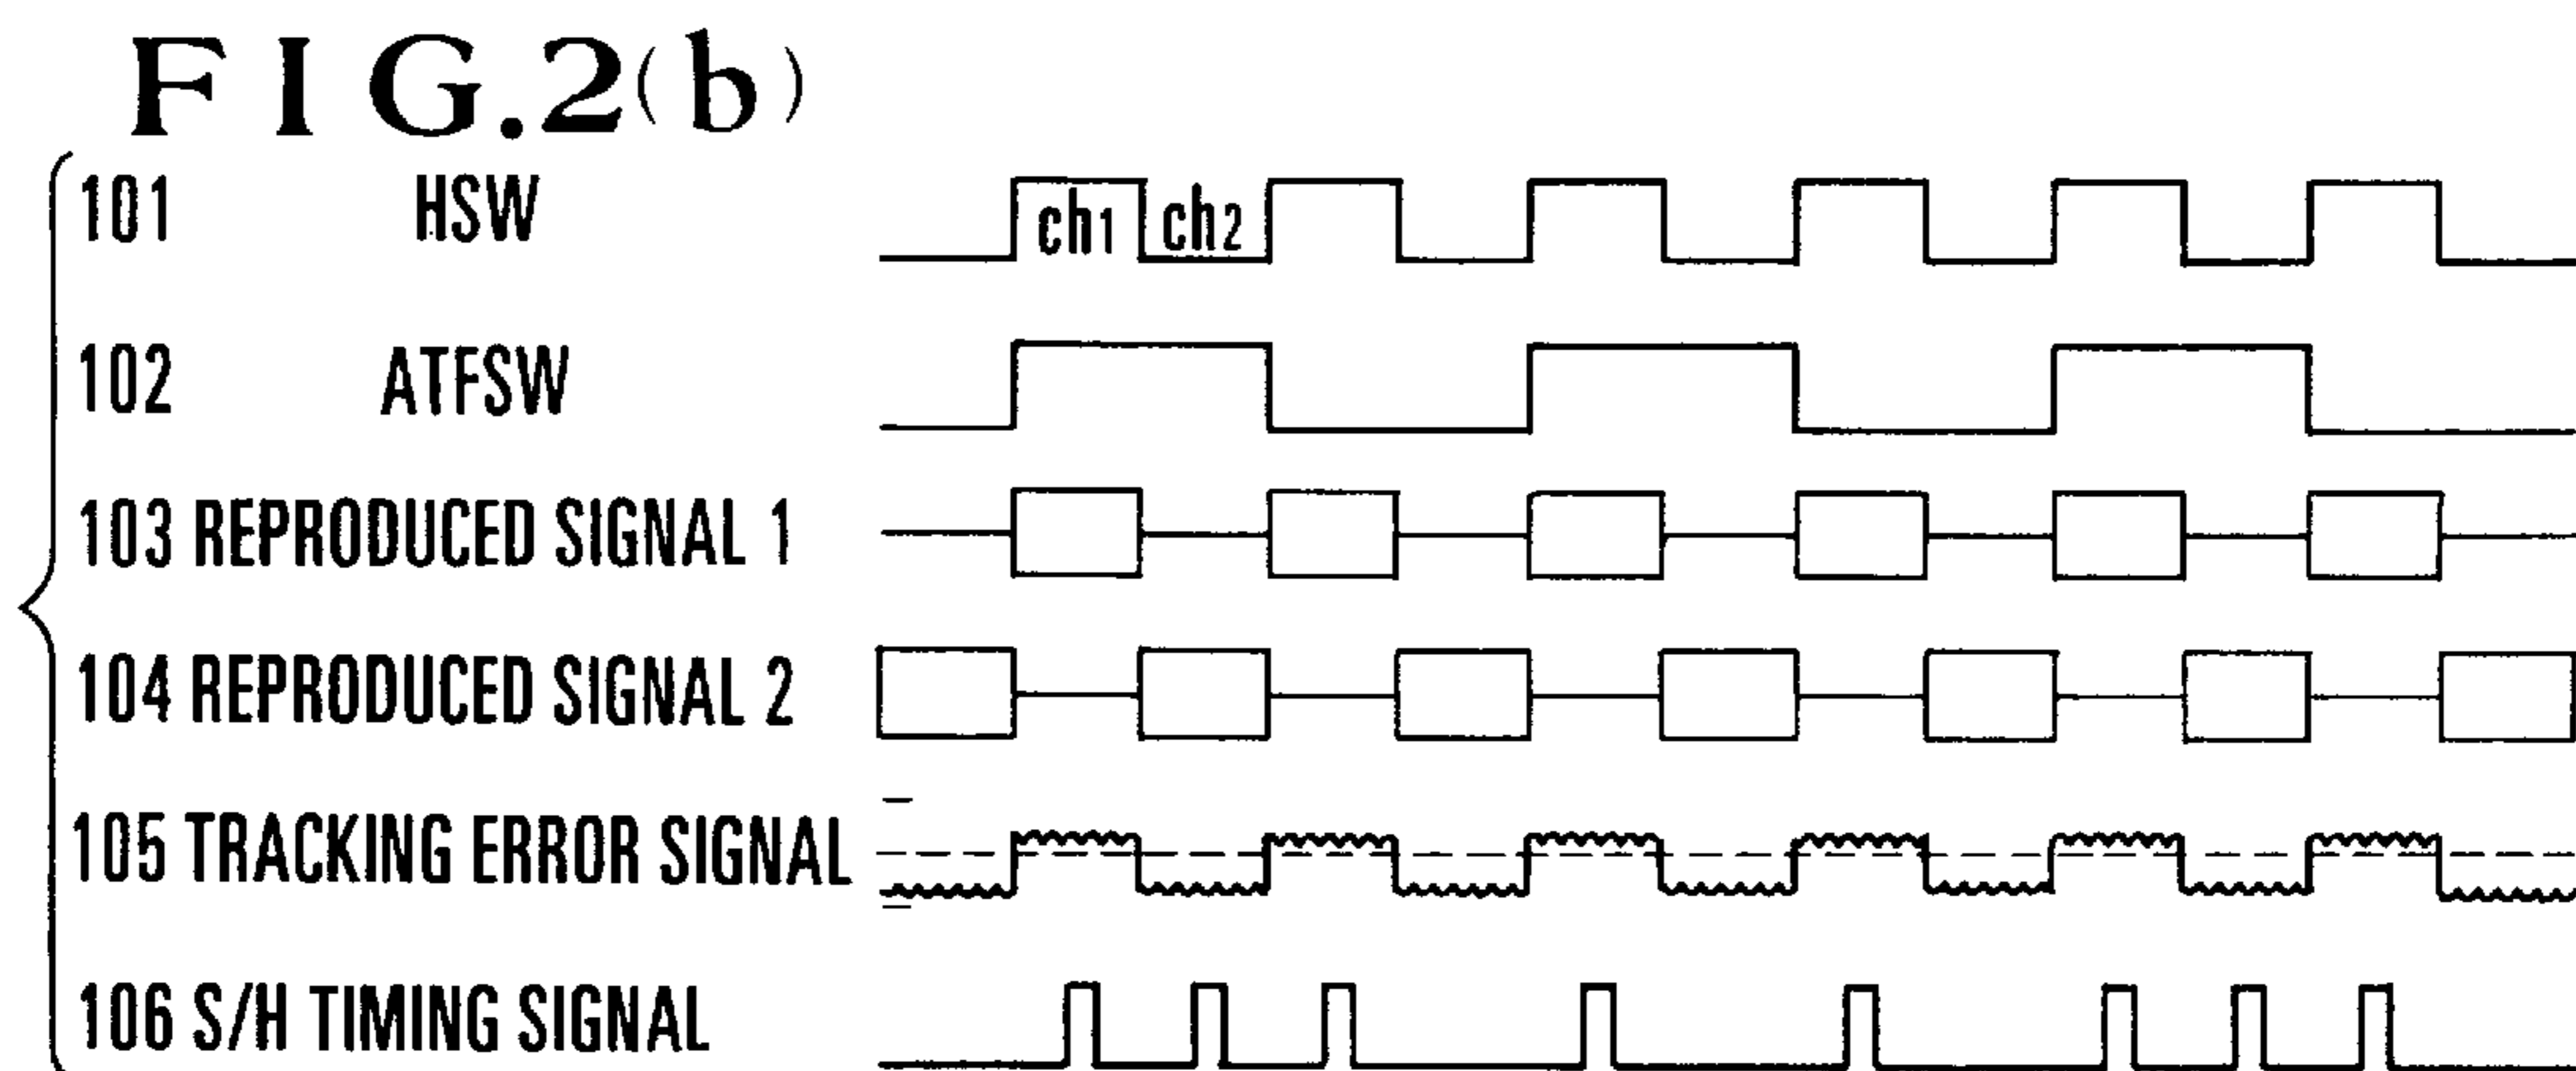 FIG.2(b)
101 HSW
ch1 ch2
102 ATFSW
103 REPRODUCED SIGNAL 1
104 REPRODUCED SIGNAL 2
105 TRACKING ERROR SIGNAL
106 S/H TIMING SIGNAL